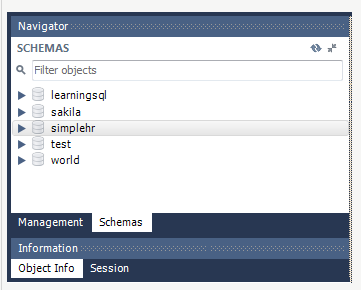 Navigator
SCHEMAS
Filter objects
learningsql
sakila
simplehr
test
world
Management Schemas
Information
Object Info Session